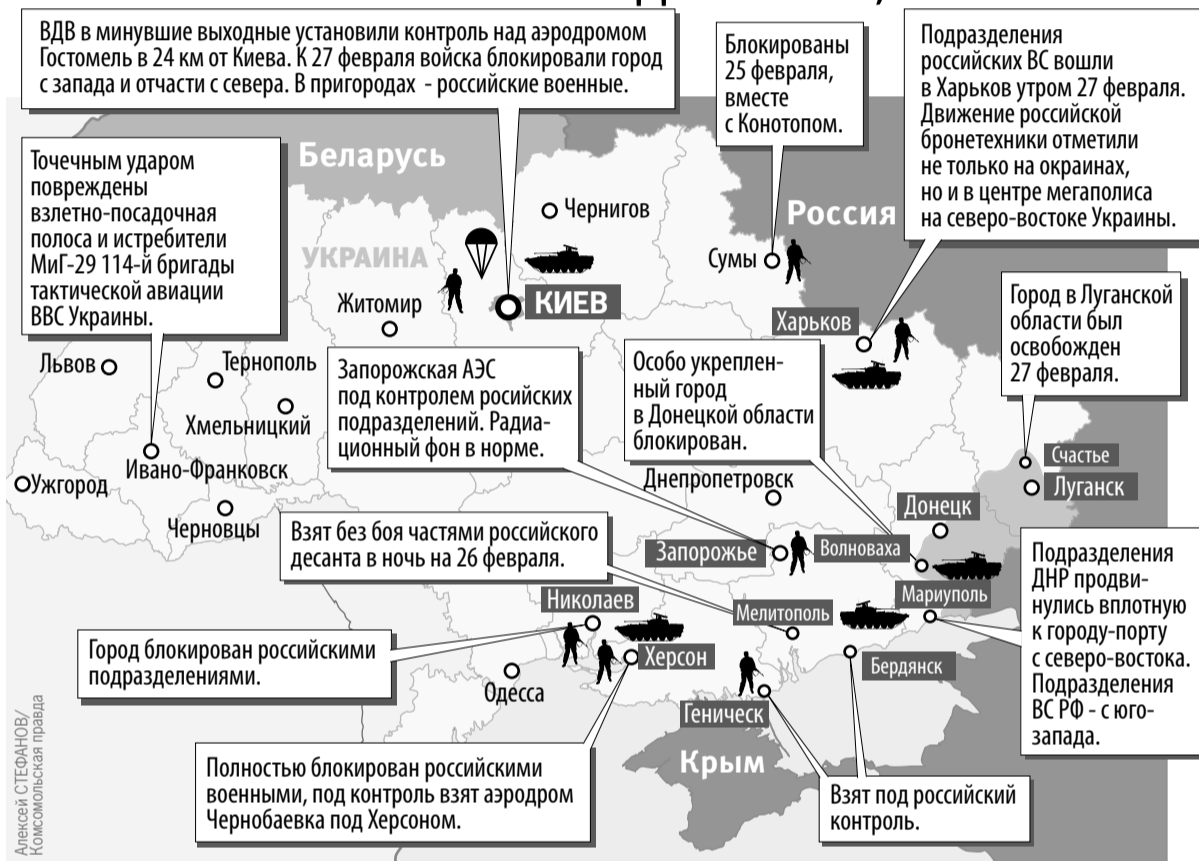 ВДВ в минувшие выходные установили контроль над аэродромом
Гостомель в 24 км от Киева. К 27 февраля войска блокировали город
с запада и отчасти с севера. В пригородах - российские военные.
Блокированы
25 февраля,
вместе
с Конотопом.
Подразделения
российских ВС вошли
в Харьков утром 27 февраля.
Движение российской
бронетехники отметили
не только на окраинах,
но и в центре мегаполиса
на северо-востоке Украины.
Точечным ударом
повреждены
взлетно-посадочная
полоса и истребители
МиГ-29 114-й бригады
тактической авиации
ВВС Украины.
Беларусь
Россия
УКРАИНА
Чернигов
Сумы
Житомир
КИЕВ
Харьков
Город в Луганской
области был
освобожден
27 февраля.
Львов
Тернополь
Хмельницкий
Ивано-Франковск
Ужгород
Черновцы
Запорожская АЭС
под контролем росийских
подразделений. Радиа-
ционный фон в норме.
Особо укреплен-
ный город
в Донецкой области
блокирован.
Днепропетровск
Счастье
Луганск
Донецк
Взят без боя частями российского
десанта в ночь на 26 февраля.
Запорожье
Волноваха
Мариуполь
Подразделения
ДНР продви-
нулись вплотную
к городу-порту
с северо-востока.
Подразделения
ВС РФ - с юго-
запада.
Николаев
Мелитополь
Город блокирован российскими
подразделениями.
Херсон
Бердянск
Одесса
Геническ
Крым
Полностью блокирован российскими
военными, под контроль взят аэродром
Чернобаевка под Херсоном.
Взят под российский
контроль.
Алексей СТЕФАНОВ/
Комсомольская правда